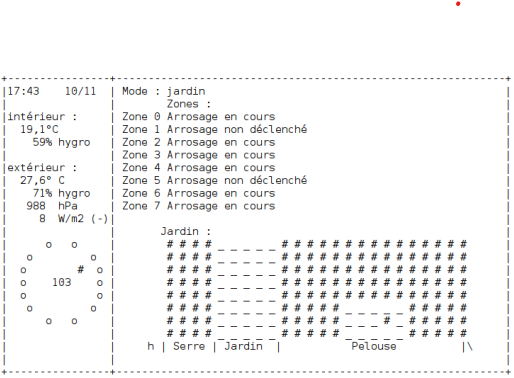 +----------------+------------------------------------------------------------+
|17:43    10/11  | Mode : jardin                                              |
|                |        Zones :                                             |
|intérieur :     | Zone 0 Arrosage en cours                                   |
|  19,1°C        | Zone 1 Arrosage non déclenché                              |
|    59% hygro   | Zone 2 Arrosage en cours                                   |
|                | Zone 3 Arrosage en cours                                   |
|extérieur :     | Zone 4 Arrosage en cours                                   |
|  27,6° C       | Zone 5 Arrosage non déclenché                              |
|    71% hygro   | Zone 6 Arrosage en cours                                   |
|   988  hPa     | Zone 7 Arrosage en cours                                   |
|     8  W/m2 (-)|                                                            |
|                |       Jardin :                                             |
|      o   o     |        # # # # _ _ _ _ _ # # # # # # # # # # # # # # #     |
|   o         o  |        # # # # _ _ _ _ _ # # # # # # # # # # # # # # #     |
|  o        #  o |        # # # # _ _ _ _ _ # # # # # # # # # # # # # # #     |
|  o    103    o |        # # # # _ _ _ _ _ # # # # # # # # # # # # # # #     |
|  o           o |        # # # # _ _ _ _ _ # # # # # # # # # # # # # # #     |
|   o         o  |        # # # # _ _ _ _ _ # # # # # _ _ _ _ _ # # # # #     |
|      o   o     |        # # # # _ _ _ _ _ # # # # # _ _ _ # _ # # # # #     |
|                |        # # # # _ _ _ _ _ # # # # # _ _ _ _ _ # # # # #     |
|                |     h | Serre | Jardin  |           Pelouse          |\     |
|                |                                                            |
+----------------+------------------------------------------------------------+